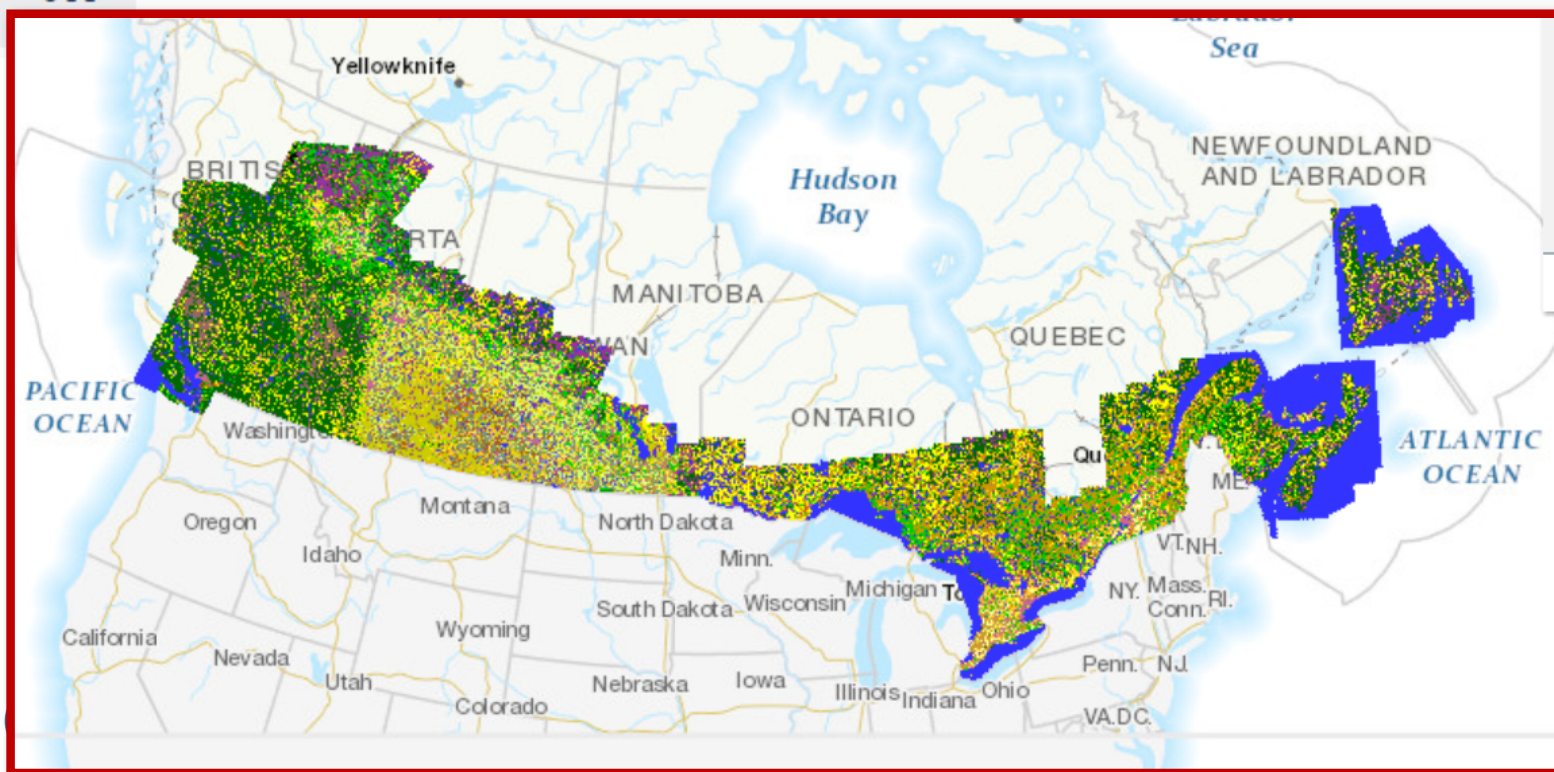 Labrador
Sea
Yellowknife
NEWFOUNDLAND
AND LABRADOR
BRITIS
Hudson
Bay
RTA
MANITOBA
QUEBEC
WAN
PACIFIC
OCEAN
ONTARIO
Washingt
Qu
ATLANTIC
OCEAN
ME
Montana
Oregon
North Dakota
Idaho
Minn.
VT.
NH.
Michigan
To
NY.
Mass.
South Dakota
Wisconsin
Conn.
RI.
Wyoming
California
Nevada
Penn.
NJ.
Utah
Nebraska
Iowa
Illinois
Indiana
Ohio
Colorado
VA.
DC.